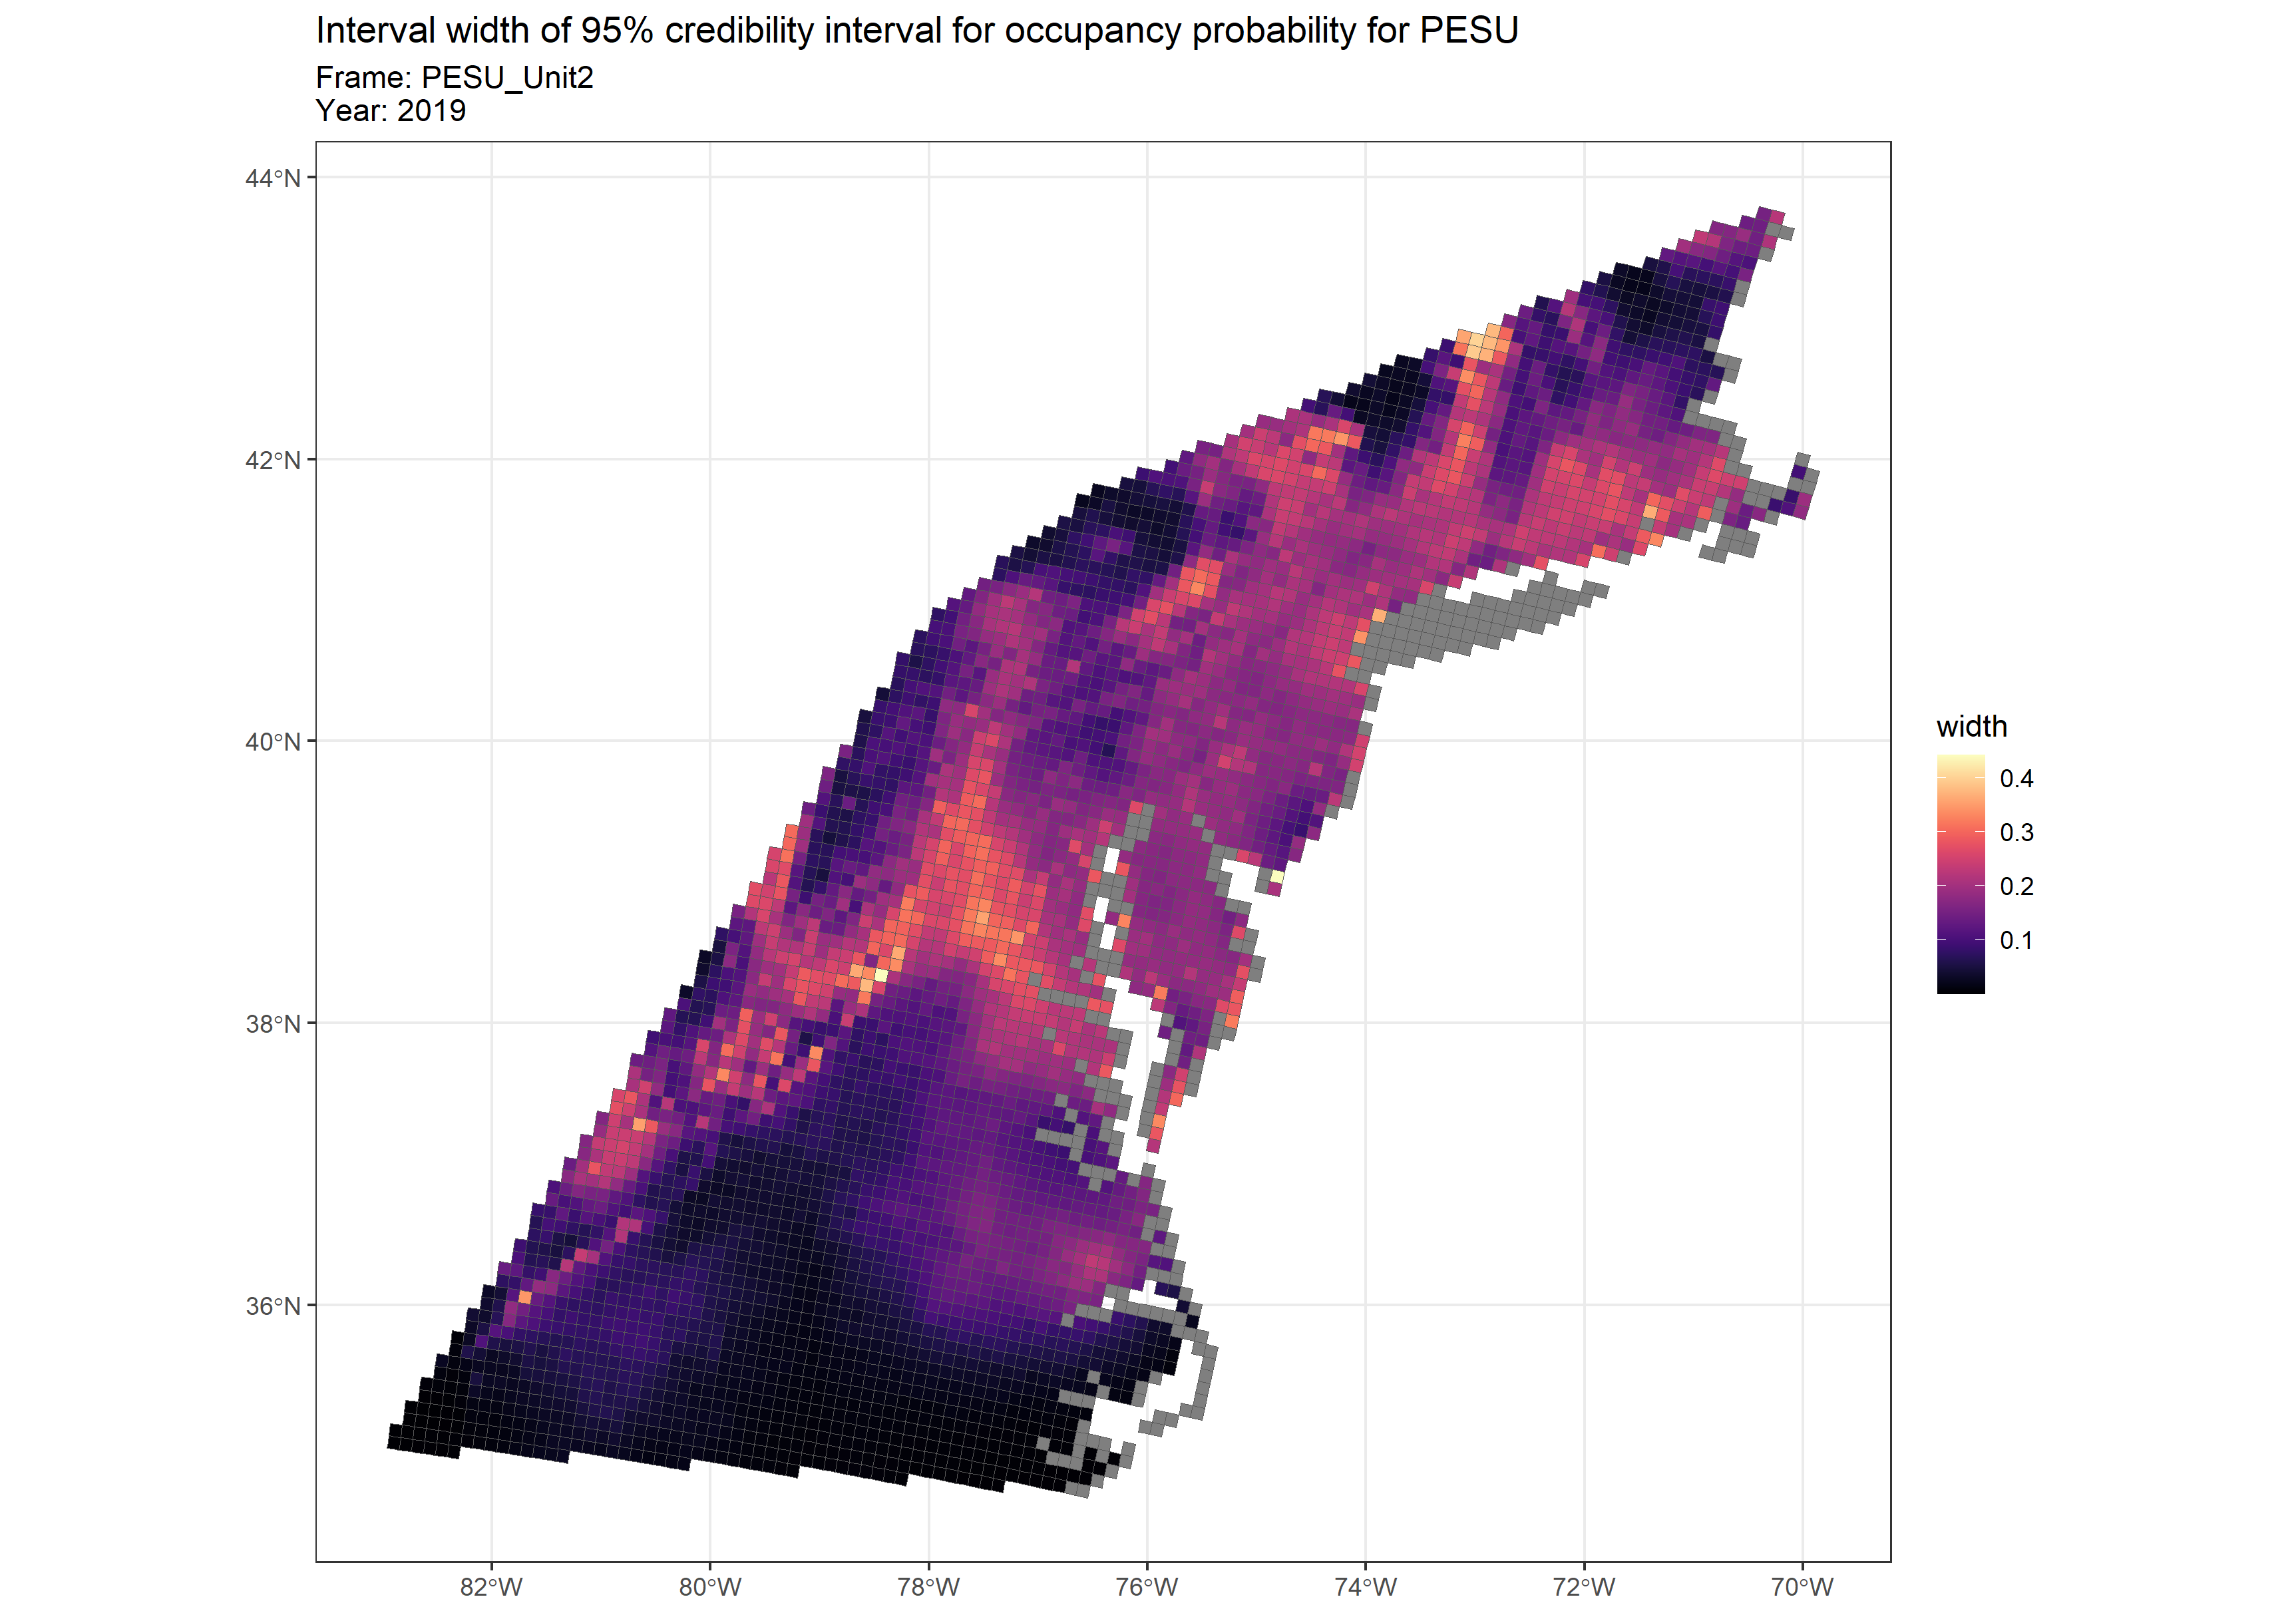 Interval width of 95% credibility interval for occupancy probability for PESU
Frame: PESU_Unit2
Year: 2019
44°N
42°N
40°N
38°N
36°N
82°W 80°W 78°W 76°W 74°W 72°W 70°W
width
0.4
0.3
0.2
0.1